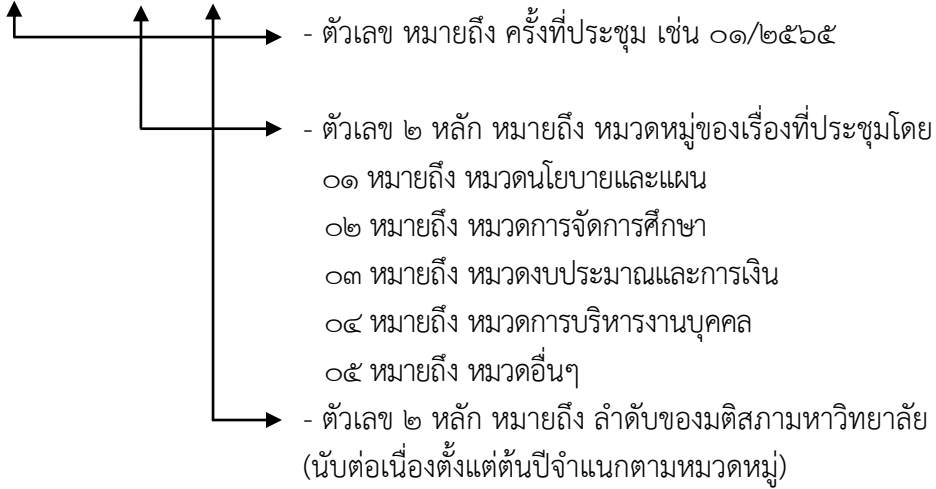 - ตัวเลข หมายถึง ครั้งที่ประชุม เช่น ๐๑/๒๕๖๕
- ตัวเลข ๒ หลัก หมายถึง หมวดหมู่ของเรื่องที่ประชุมโดย
๐๑ หมายถึง หมวดนโยบายและแผน
๐๒ หมายถึง หมวดการจัดการศึกษา
๐๓ หมายถึง หมวดงบประมาณและการเงิน
๐๔ หมายถึง หมวดการบริหารงานบุคคล
๐๕ หมายถึง หมวดอื่นๆ
- ตัวเลข ๒ หลัก หมายถึง ลำดับของมติสภามหาวิทยาลัย
(นับต่อเนื่องตั้งแต่ต้นปีจำแนกตามหมวดหมู่)